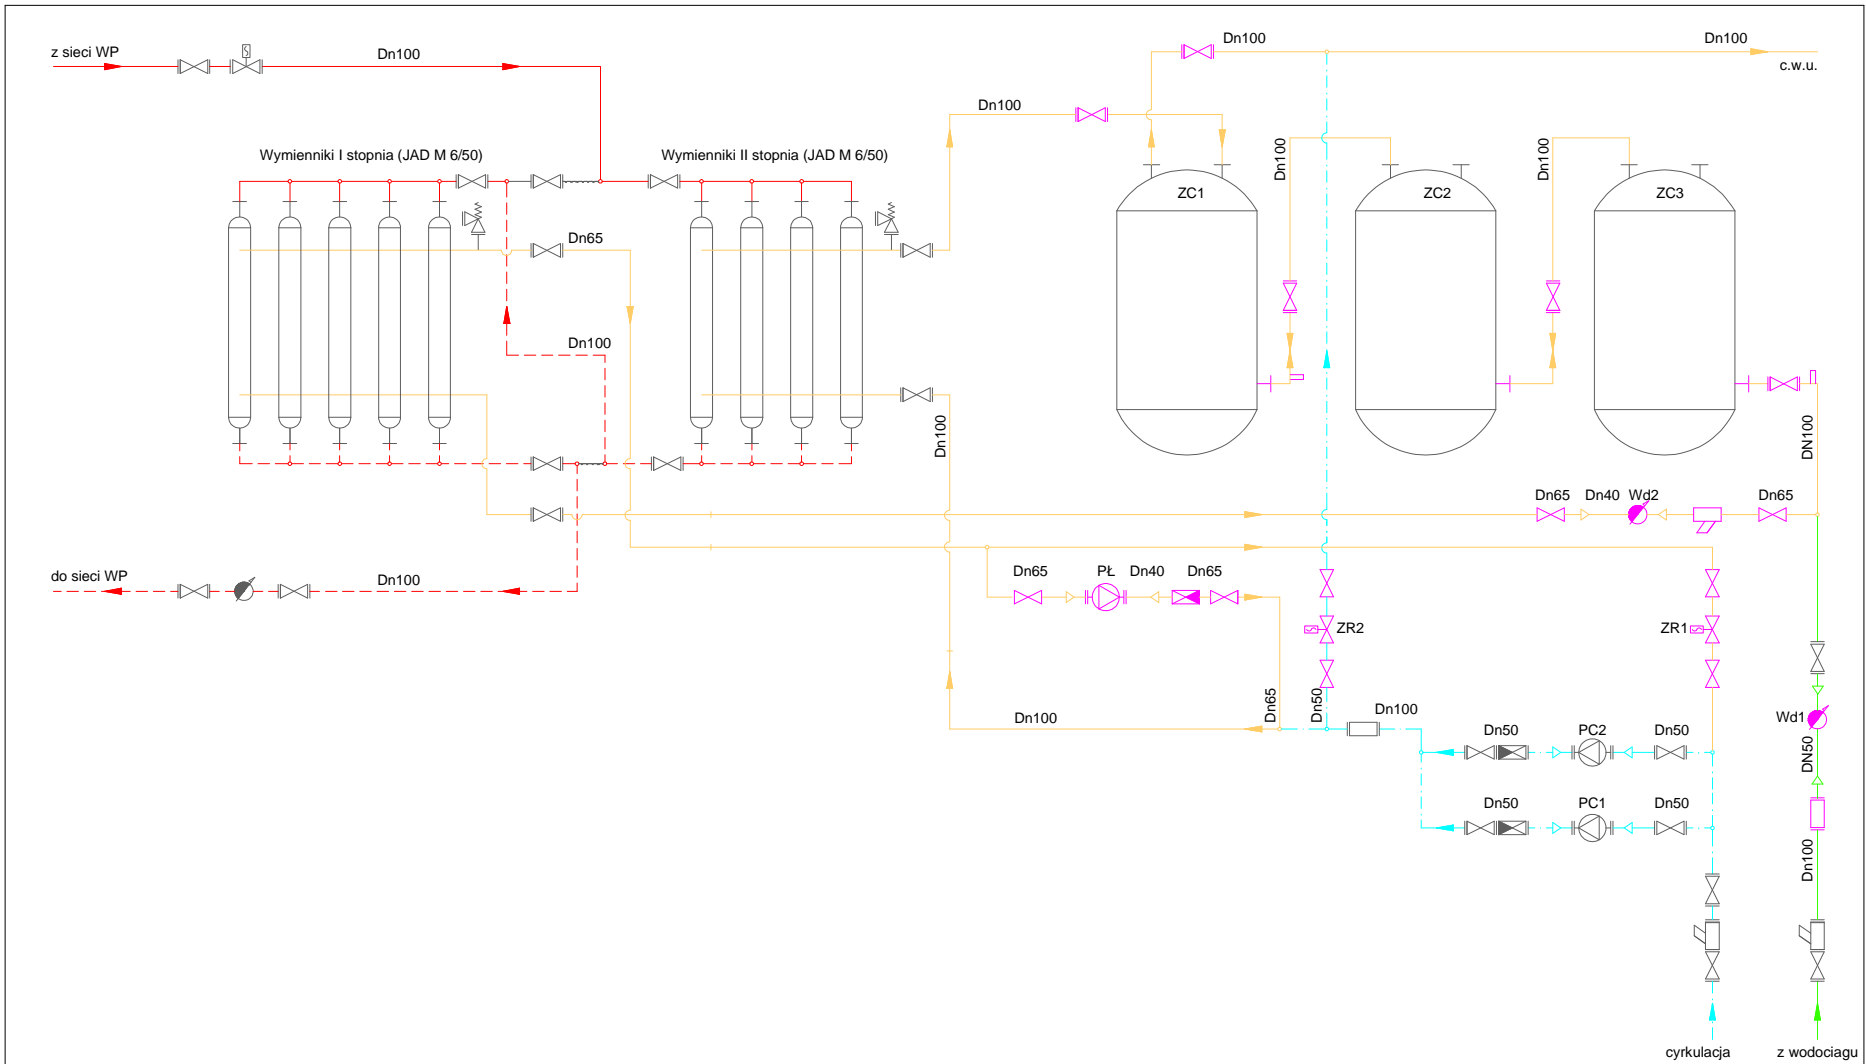 z sieci WP
Dn100
Dn100
Dn100
c.w.u.
Dn100
Wymienniki I stopnia (JAD M 6/50)
Wymienniki II stopnia (JAD M 6/50)
Dn100
Dn100
ZC1
ZC2
ZC3
Dn65
Dn100
Dn100
DN100
Dn65
Dn40
Wd2
Dn65
do sieci WP
Dn100
Dn65
PŁ
Dn40
Dn65
ZR2
ZR1
Dn65
Dn50
Dn100
Dn100
Wd1
Dn50
PC2
Dn50
DN50
Dn50
PC1
Dn50
Dn100
cyrkulacja
z wodociagu